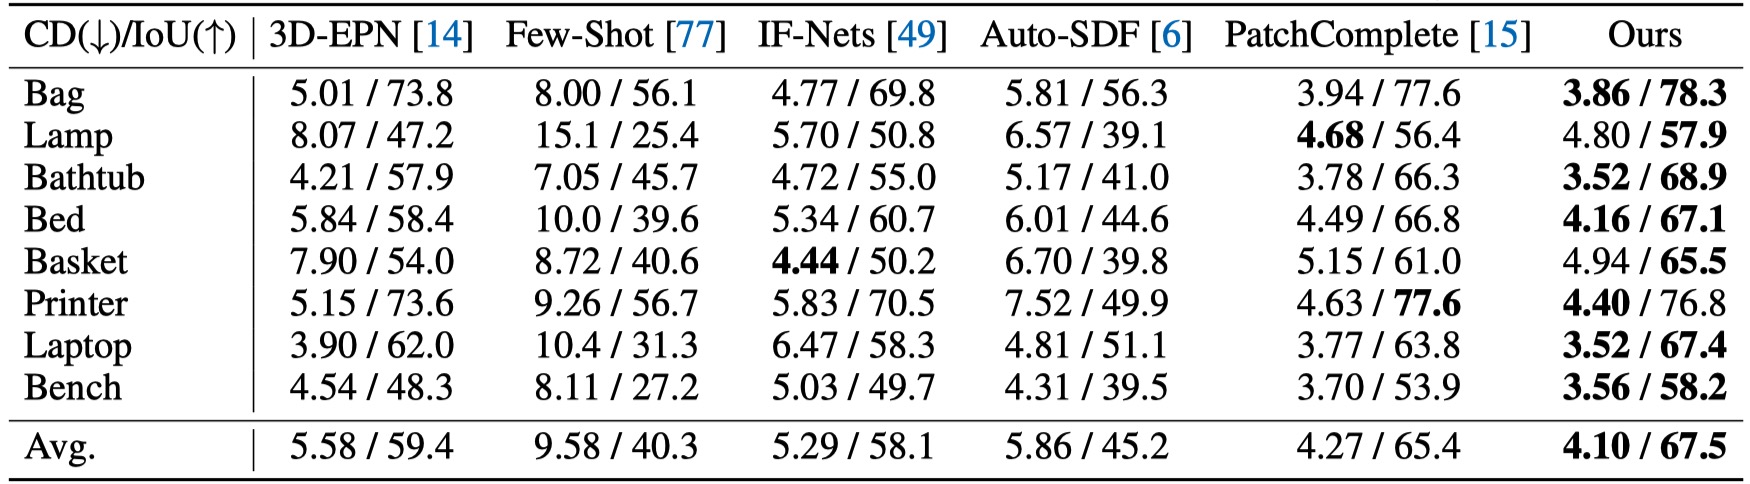 CD(↓)/IoU(↑) 3D-EPN [14] Few-Shot [77] IF-Nets [49] Auto-SDF [6] PatchComplete [15] Ours
Bag 5.01 / 73.8 8.00 / 56.1 4.77 / 69.8 5.81 / 56.3 3.94 / 77.6 3.86 / 78.3
Lamp 8.07 / 47.2 15.1 / 25.4 5.70 / 50.8 6.57 / 39.1 4.68 / 56.4 4.80 / 57.9
Bathtub 4.21 / 57.9 7.05 / 45.7 4.72 / 55.0 5.17 / 41.0 3.78 / 66.3 3.52 / 68.9
Bed 5.84 / 58.4 10.0 / 39.6 5.34 / 60.7 6.01 / 44.6 4.49 / 66.8 4.16 / 67.1
Basket 7.90 / 54.0 8.72 / 40.6 4.44 / 50.2 6.70 / 39.8 5.15 / 61.0 4.94 / 65.5
Printer 5.15 / 73.6 9.26 / 56.7 5.83 / 70.5 7.52 / 49.9 4.63 / 77.6 4.40 / 76.8
Laptop 3.90 / 62.0 10.4 / 31.3 6.47 / 58.3 4.81 / 51.1 3.77 / 63.8 3.52 / 67.4
Bench 4.54 / 48.3 8.11 / 27.2 5.03 / 49.7 4.31 / 39.5 3.70 / 53.9 3.56 / 58.2
Avg. 5.58 / 59.4 9.58 / 40.3 5.29 / 58.1 5.86 / 45.2 4.27 / 65.4 4.10 / 67.5